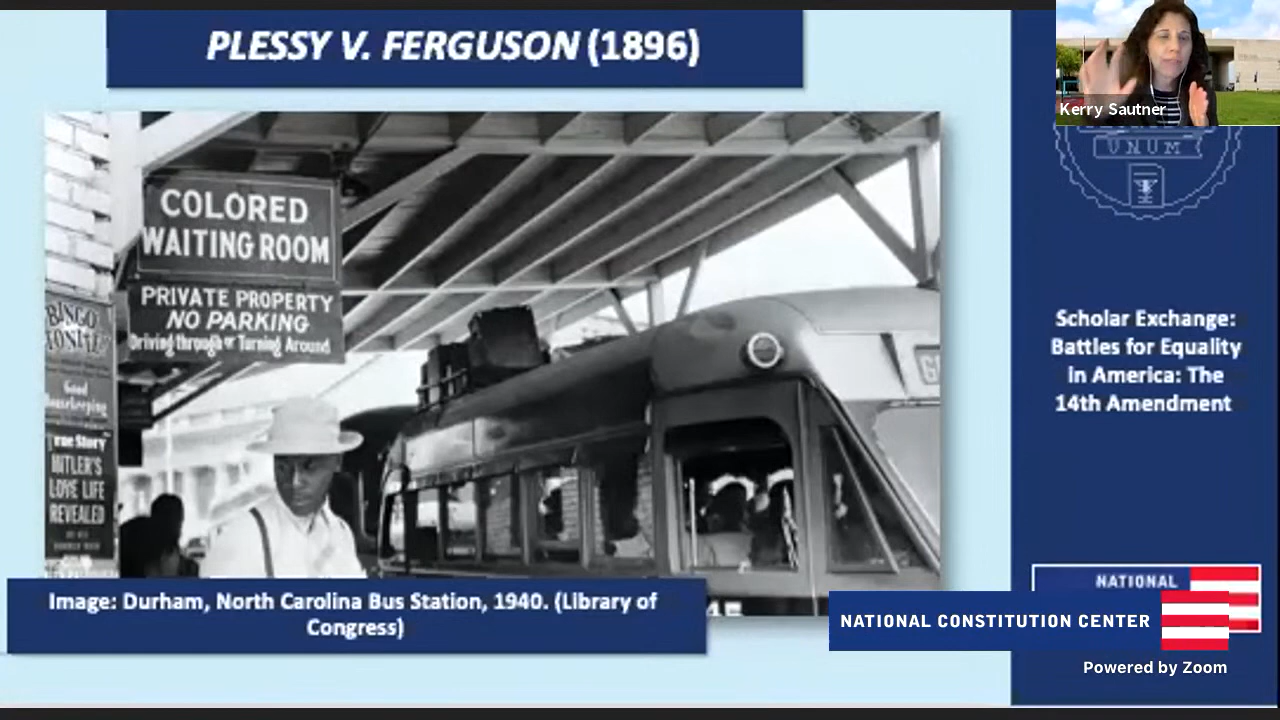 PLESSY V. FERGUSON (1896)
Kerry Sautner
UNUM
COLORED
WAITING ROOM
PRIVATE PROPERTY
NO PARKING
Driving through or Turning Around
BINGO
TONITE
Good
Housekeeping
True Story
HITLER'S
LOVE LIFE
REVEALED
Scholar Exchange:
Battles for Equality
in America: The
14th Amendment
Image: Durham, North Carolina Bus Station, 1940. (Library of
Congress)
NATIONAL
NATIONAL CONSTITUTION CENTER
Powered by Zoom